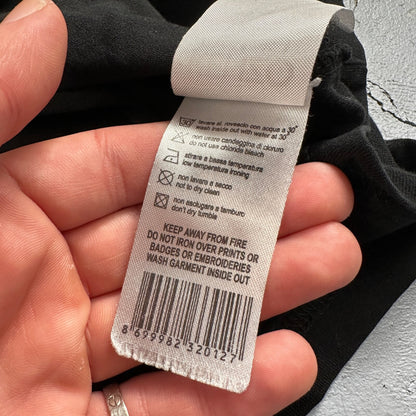 30°
lavare al rovesciato con acqua a 30°
wash inside out with water at 30°
non usare candeggina di cloruro
do not use chloride bleach
stirare a bassa temperatura
low temperature ironing
non lavare a secco
not to dry clean
non asciugare a tamburo
don't dry tumble
KEEP AWAY FROM FIRE
DO NOT IRON OVER PRINTS OR
BADGES OR EMBROIDERIES
WASH GARMENT INSIDE OUT
8 699982 320127